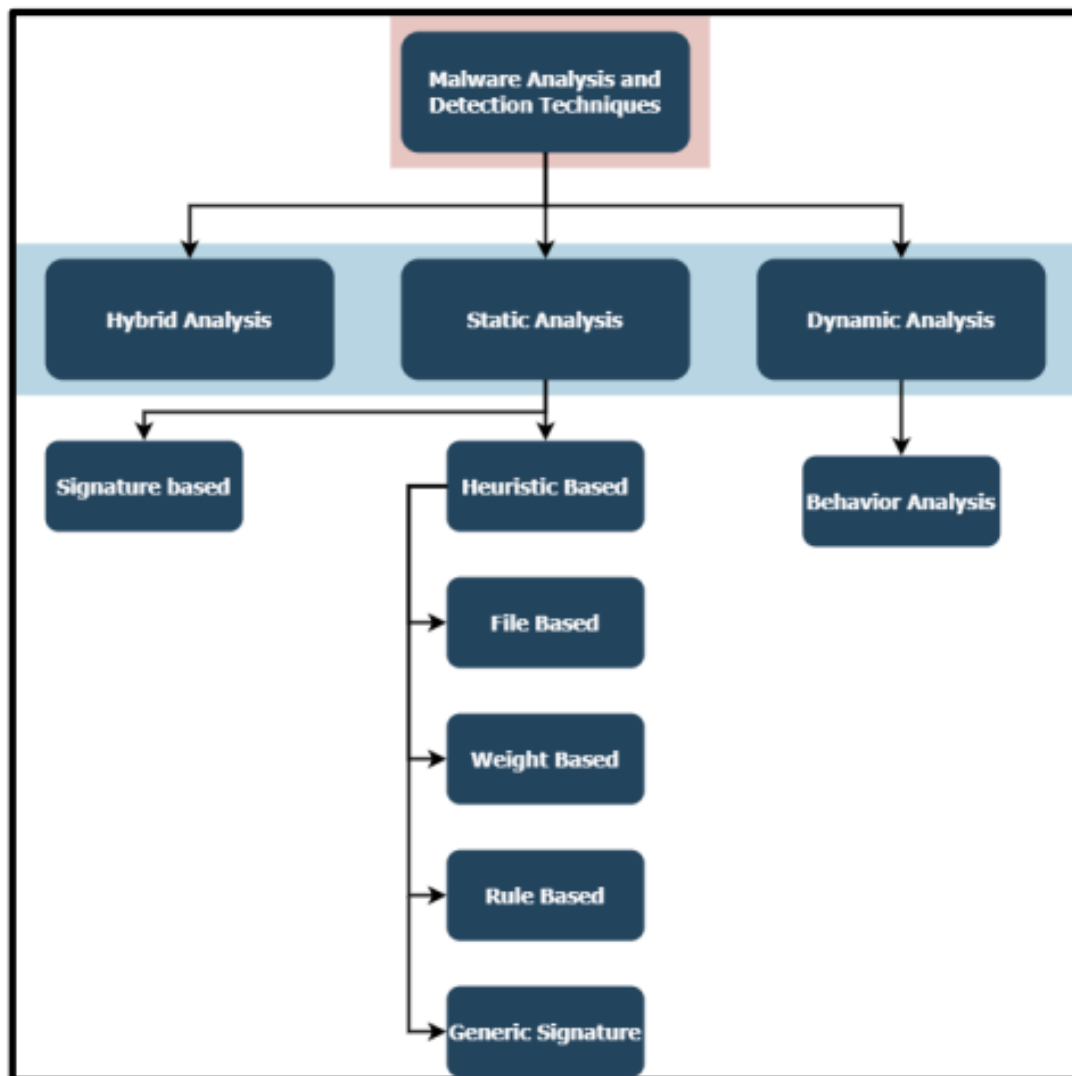 Malware Analysis and
Detection Techniques
Hybrid Analysis
Static Analysis
Dynamic Analysis
Signature based
Heuristic Based
Behavior Analysis
File Based
Weight Based
Rule Based
Generic Signature